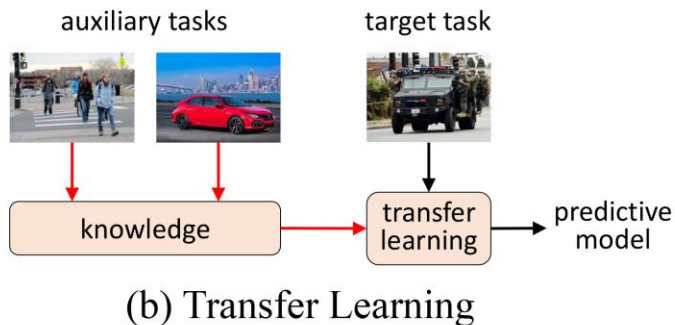 auxiliary tasks
target task
knowledge
transfer
learning
predictive
model
(b) Transfer Learning